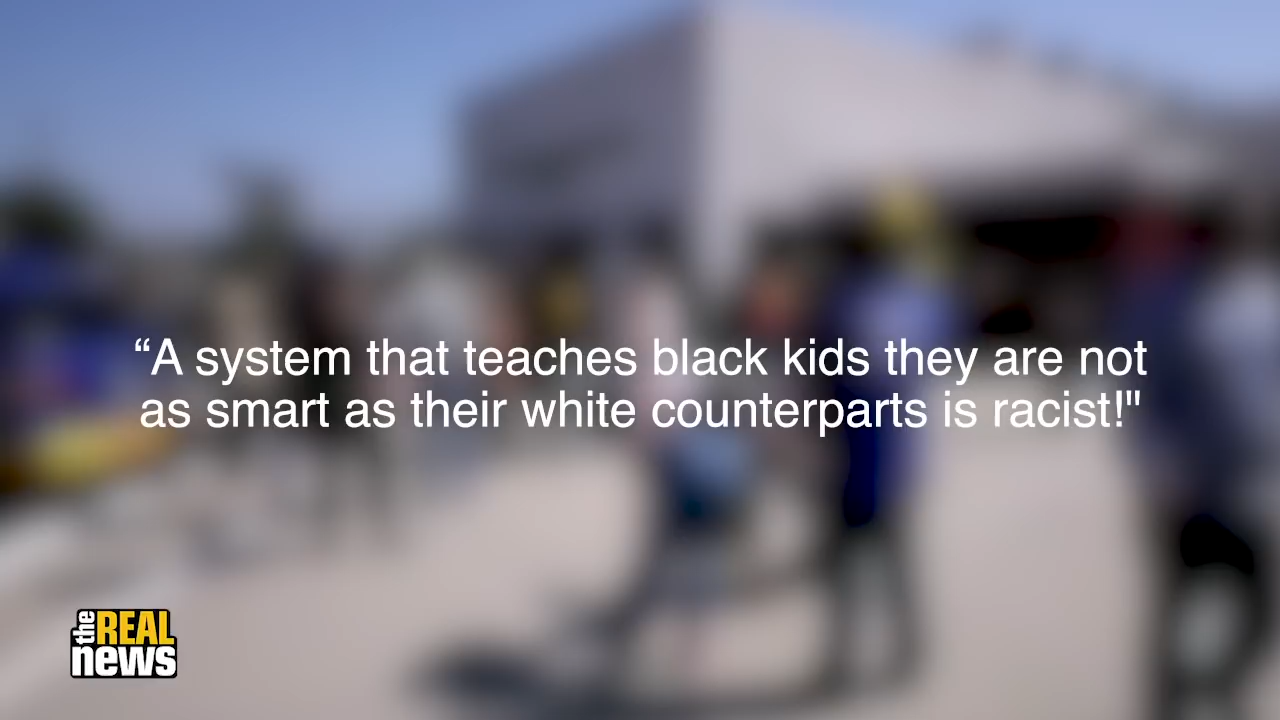 “A system that teaches black kids they are not
as smart as their white counterparts is racist!"
the REAL
news